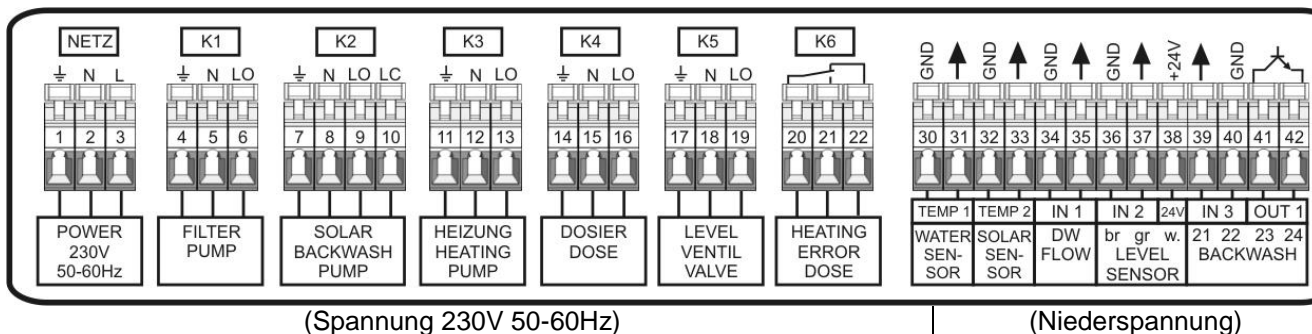 NETZ K1 K2 K3 K4 K5 K6
N L N LO N LO LC N LO N LO N LO
GND GND GND GND +24V GND
1 2 3 4 5 6 7 8 9 10 11 12 13 14 15 16 17 18 19 20 21 22 30 31 32 33 34 35 36 37 38 39 40 41 42
POWER
230V
50-60Hz
FILTER
PUMP
SOLAR
BACKWASH
PUMP
HEIZUNG
HEATING
PUMP
DOSIER
DOSE
LEVEL
VENTIL
VALVE
HEATING
ERROR
DOSE
TEMP 1 TEMP 2 IN 1 IN 2 24V IN 3 OUT 1
WATER
SEN-
SOR
SOLAR
SEN-
SOR
DW
FLOW
br gr w.
LEVEL
SENSOR
21 22 23 24
BACKWASH
(Spannung 230V 50-60Hz) (Niederspannung)